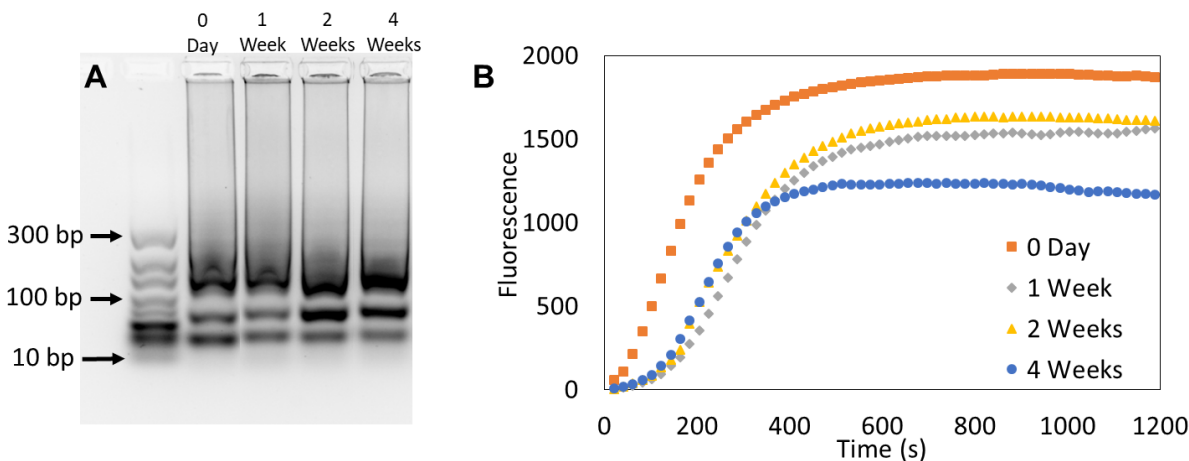 0 Day
1 Week
2 Weeks
4 Weeks
A
300 bp
100 bp
10 bp
B
2000
1500
1000
500
0
Fluorescence
0 Day
1 Week
2 Weeks
4 Weeks
0 200 400 600 800 1000 1200
Time (s)